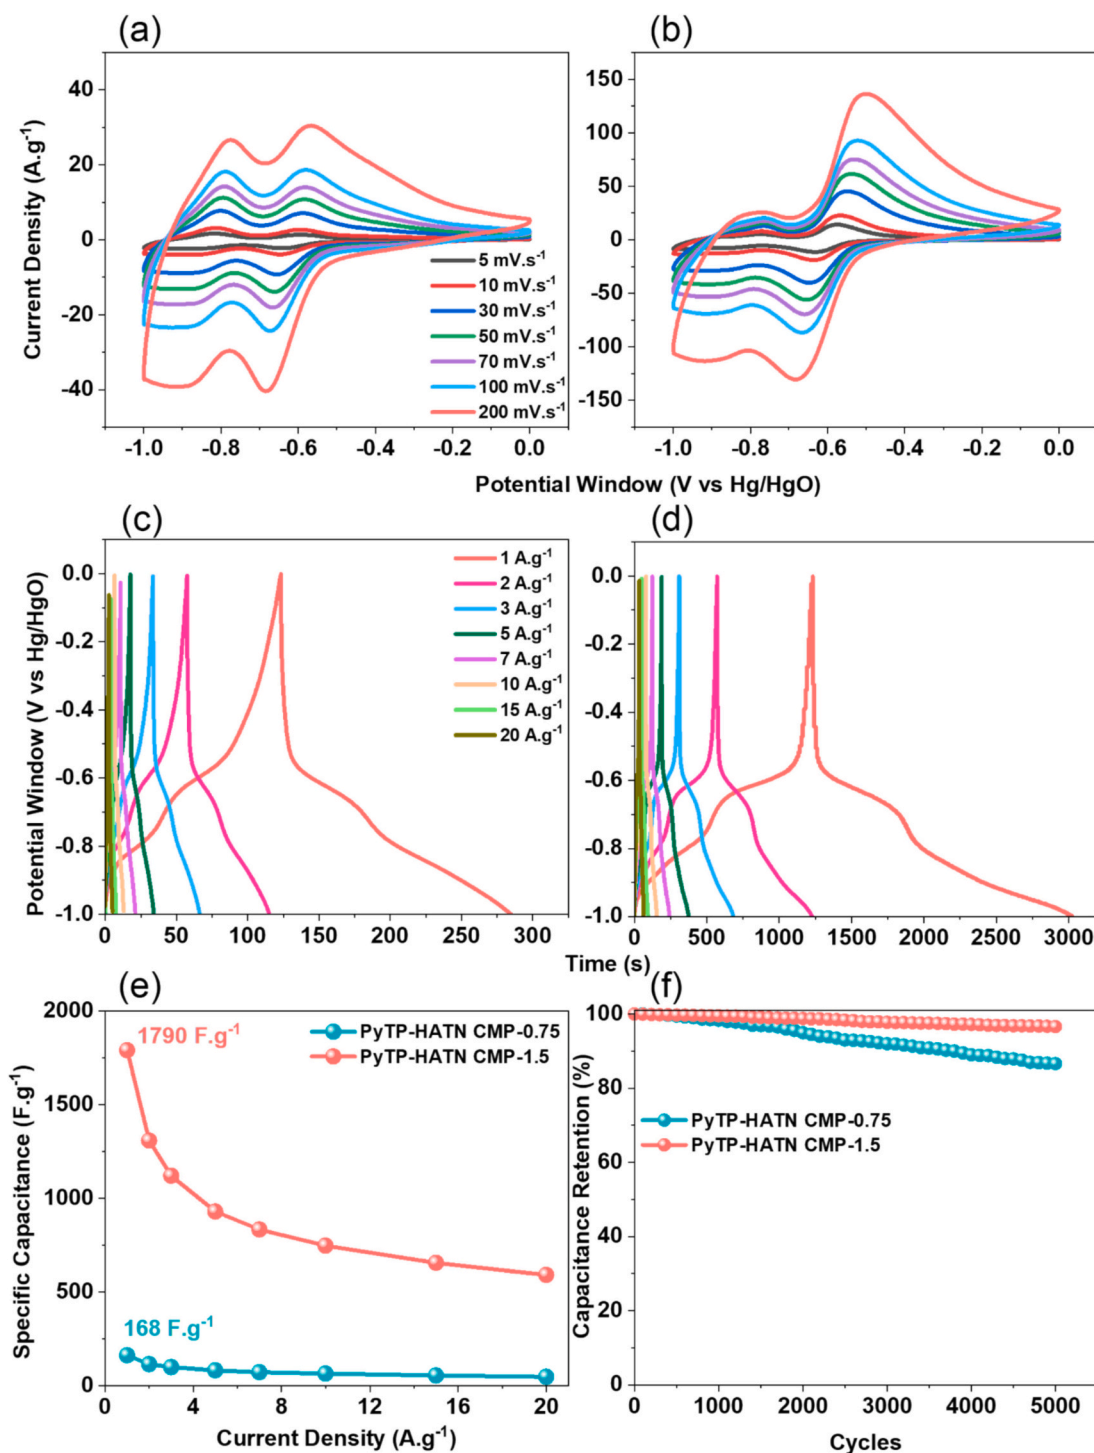 (a)
(b)
Current Density (A.g⁻¹)
40
20
0
-20
-40
5 mV.s⁻¹
10 mV.s⁻¹
30 mV.s⁻¹
50 mV.s⁻¹
70 mV.s⁻¹
100 mV.s⁻¹
200 mV.s⁻¹
-1.0 -0.8 -0.6 -0.4 -0.2 0.0
150
100
50
0
-50
-100
-150
-1.0 -0.8 -0.6 -0.4 -0.2 0.0
Potential Window (V vs Hg/HgO)
(c)
(d)
Potential Window (V vs Hg/HgO)
0.0
-0.2
-0.4
-0.6
-0.8
-1.0
1 A.g⁻¹
2 A.g⁻¹
3 A.g⁻¹
5 A.g⁻¹
7 A.g⁻¹
10 A.g⁻¹
15 A.g⁻¹
20 A.g⁻¹
0 50 100 150 200 250 300
0.0
-0.2
-0.4
-0.6
-0.8
-1.0
0 500 1000 1500 2000 2500 3000
Time (s)
(e)
(f)
Specific Capacitance (F.g⁻¹)
2000
1500
1000
500
0
1790 F.g⁻¹
PyTP-HATN CMP-0.75
PyTP-HATN CMP-1.5
168 F.g⁻¹
0 4 8 12 16 20
Current Density (A.g⁻¹)
Capacitance Retention (%)
100
80
60
40
20
0
PyTP-HATN CMP-0.75
PyTP-HATN CMP-1.5
0 1000 2000 3000 4000 5000
Cycles